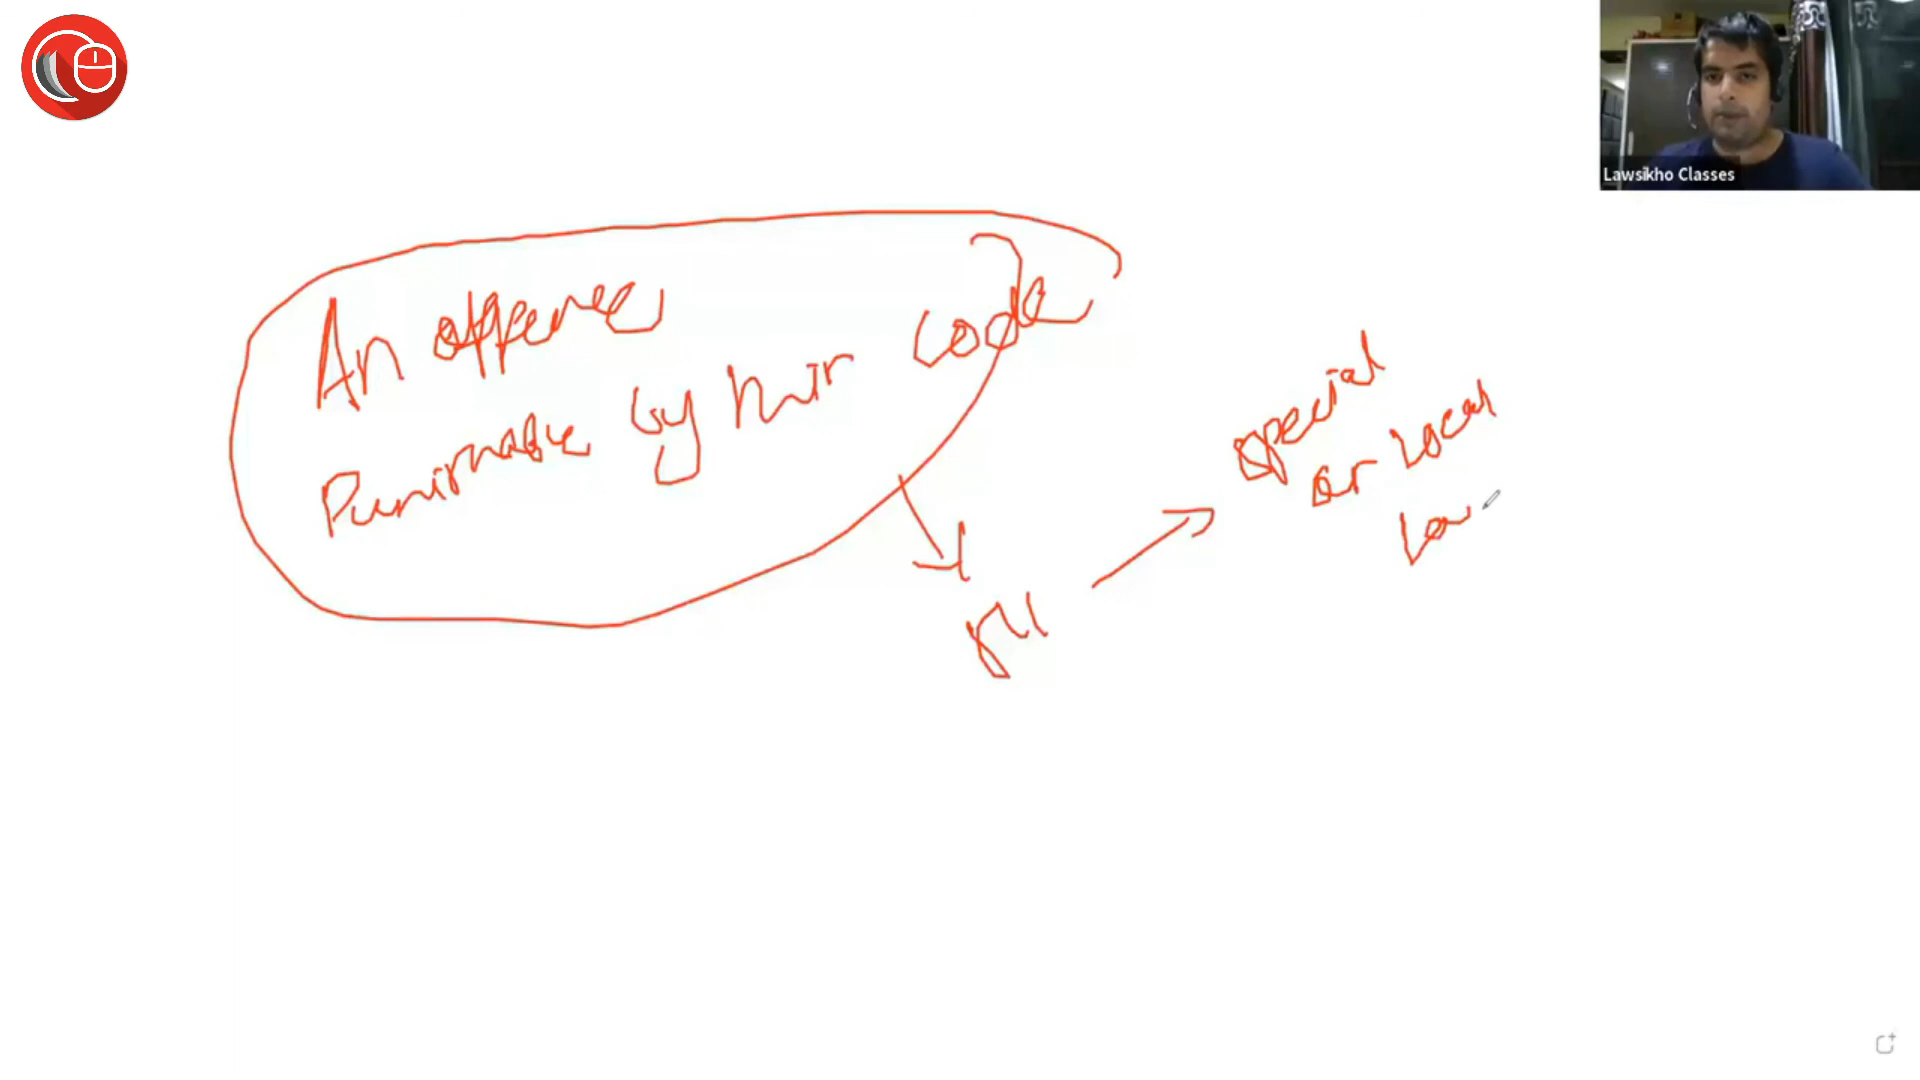 Lawsikho Classes
An offence
Punishable by this code
special
or Local
Law